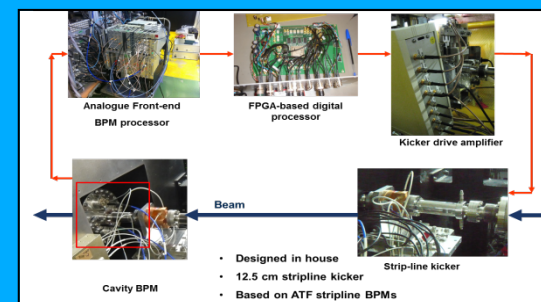 Analogue Front-end
BPM processor
FPGA-based digital
processor
Kicker drive amplifier
Beam
Strip-line kicker
Cavity BPM
• Designed in house
• 12.5 cm stripline kicker
• Based on ATF stripline BPMs